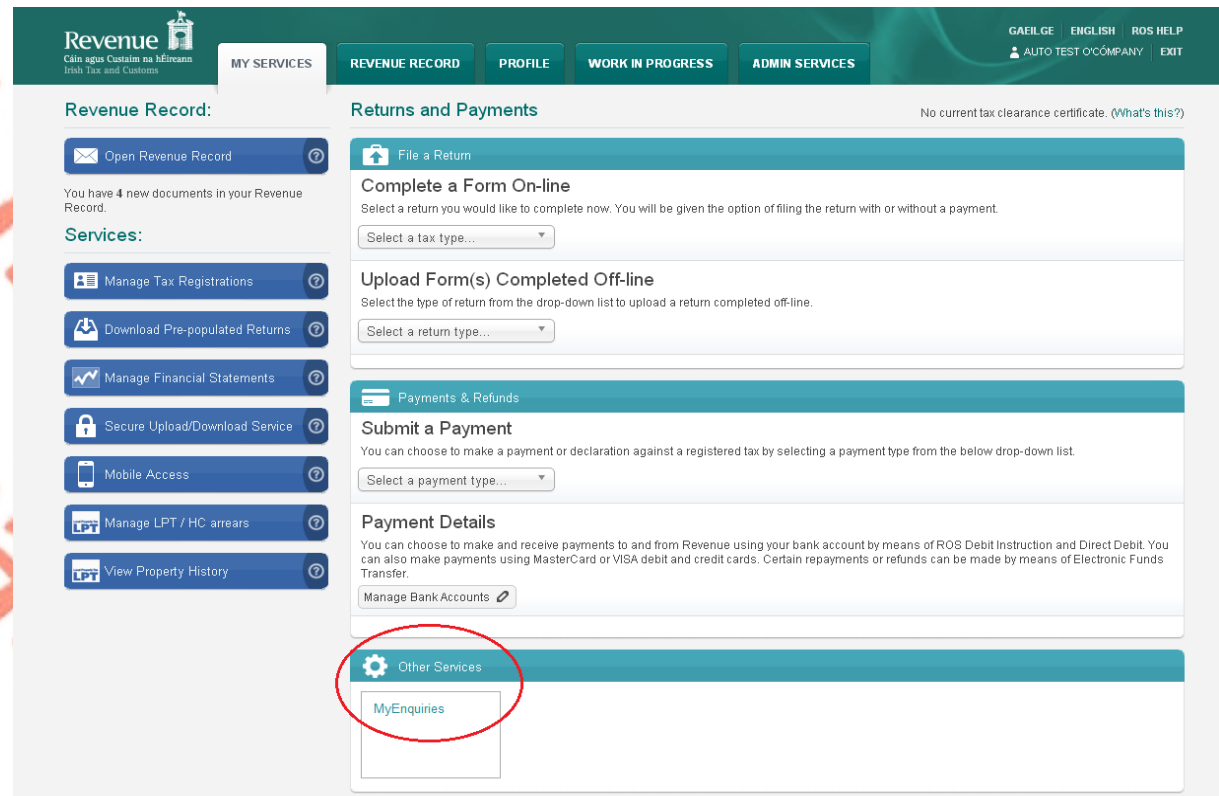 Revenue
Cáin agus Custaim na hÉireann
Irish Tax and Customs
MY SERVICES
REVENUE RECORD
PROFILE
WORK IN PROGRESS
ADMIN SERVICES
GAEILGE ENGLISH ROS HELP
AUTO TEST O'CÓMPANY EXIT
Revenue Record:
Open Revenue Record ?
You have 4 new documents in your Revenue
Record.
Services:
Manage Tax Registrations ?
Download Pre-populated Returns ?
Manage Financial Statements ?
Secure Upload/Download Service ?
Mobile Access ?
LPT Manage LPT / HC arrears ?
LPT View Property History ?
Returns and Payments
No current tax clearance certificate. (What's this?)
File a Return
Complete a Form On-line
Select a return you would like to complete now. You will be given the option of filing the return with or without a payment.
Select a tax type...
Upload Form(s) Completed Off-line
Select the type of return from the drop-down list to upload a return completed off-line.
Select a return type...
Payments & Refunds
Submit a Payment
You can choose to make a payment or declaration against a registered tax by selecting a payment type from the below drop-down list.
Select a payment type...
Payment Details
You can choose to make and receive payments to and from Revenue using your bank account by means of ROS Debit Instruction and Direct Debit. You
can also make payments using MasterCard or VISA debit and credit cards. Certain repayments or refunds can be made by means of Electronic Funds
Transfer.
Manage Bank Accounts
Other Services
MyEnquiries